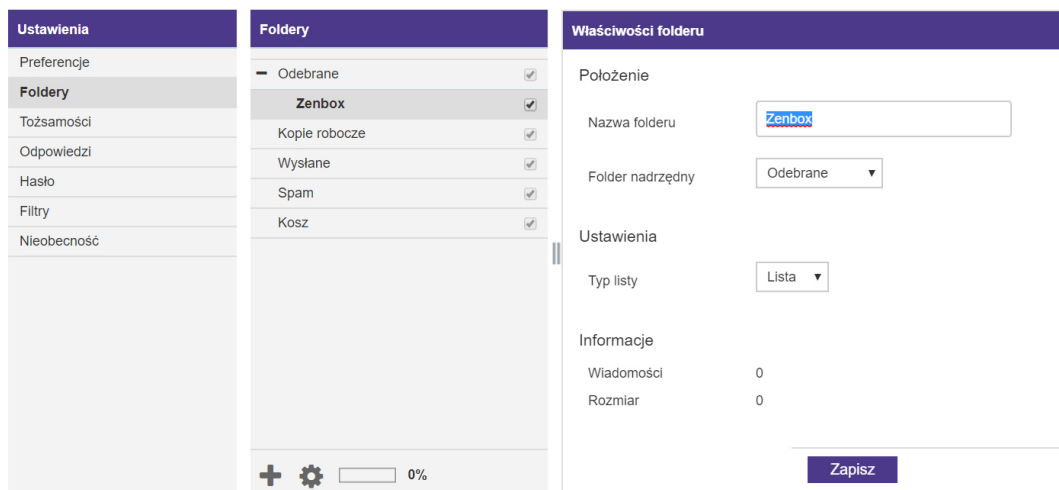 Ustawienia
Preferencje
Foldery
Tożsamości
Odpowiedzi
Hasło
Filtry
Nieobecność
Foldery
Odebrane
Zenbox
Kopie robocze
Wysłane
Spam
Kosz
0%
Właściwości folderu
Położenie
Nazwa folderu Zenbox
Folder nadrzędny Odebrane
Ustawienia
Typ listy Lista
Informacje
Wiadomości 0
Rozmiar 0
Zapisz